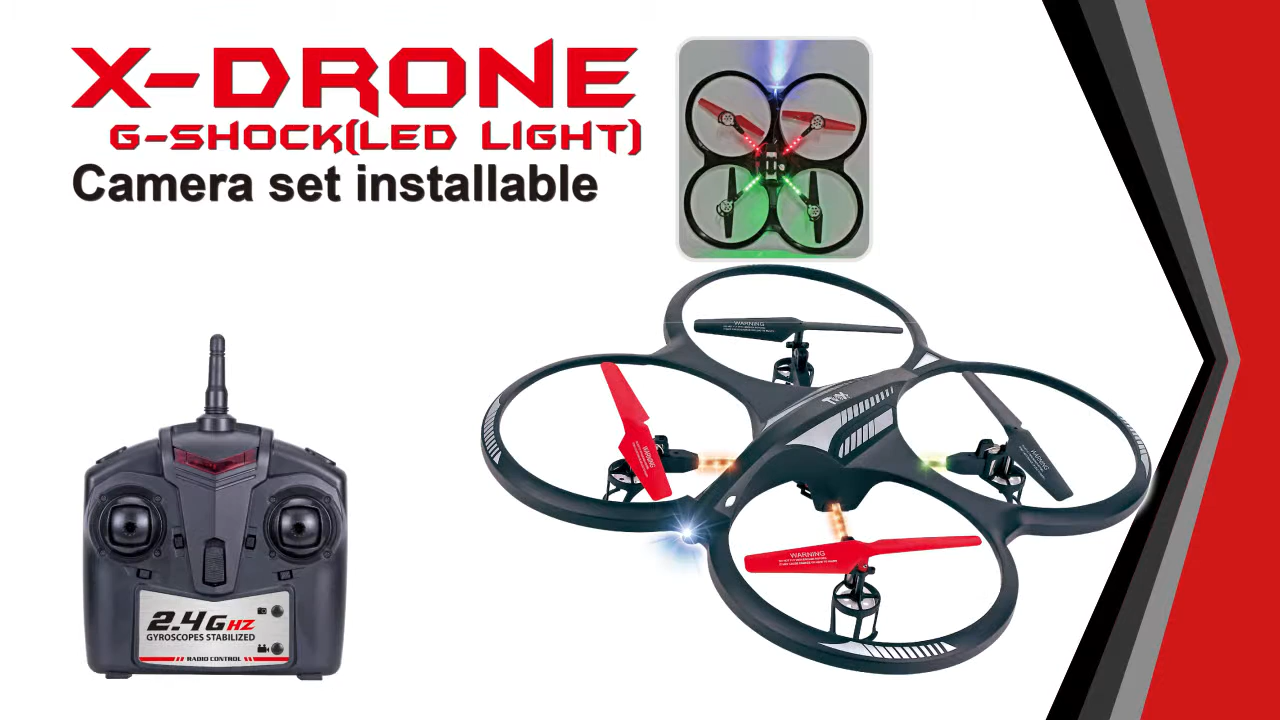 X-DRONE
G-SHOCK(LED LIGHT)
Camera set installable
WARNING
WARNING
WARNING
WARNING
2.4GHZ
GYROSCOPES STABILIZED
RADIO CONTROL